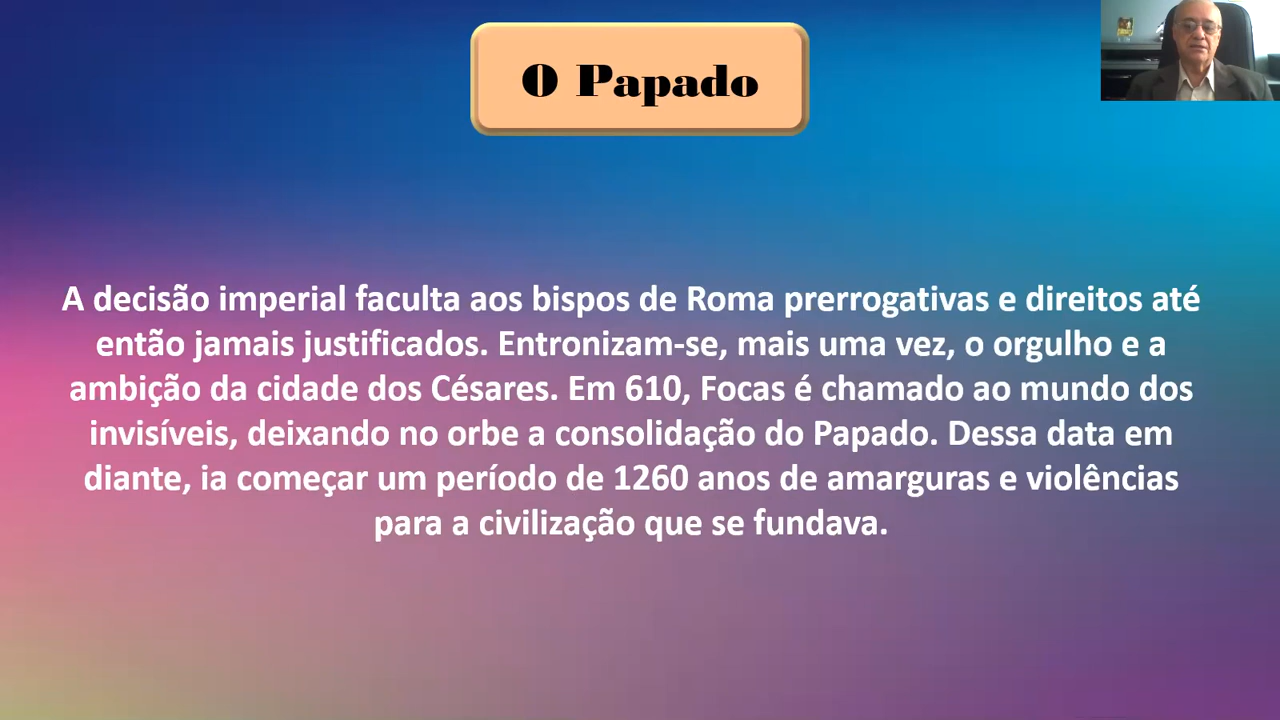 O Papado
A decisão imperial faculta aos bispos de Roma prerrogativas e direitos até
então jamais justificados. Entronizam-se, mais uma vez, o orgulho e a
ambição da cidade dos Césares. Em 610, Focas é chamado ao mundo dos
invisíveis, deixando no orbe a consolidação do Papado. Dessa data em
diante, ia começar um período de 1260 anos de amarguras e violências
para a civilização que se fundava.